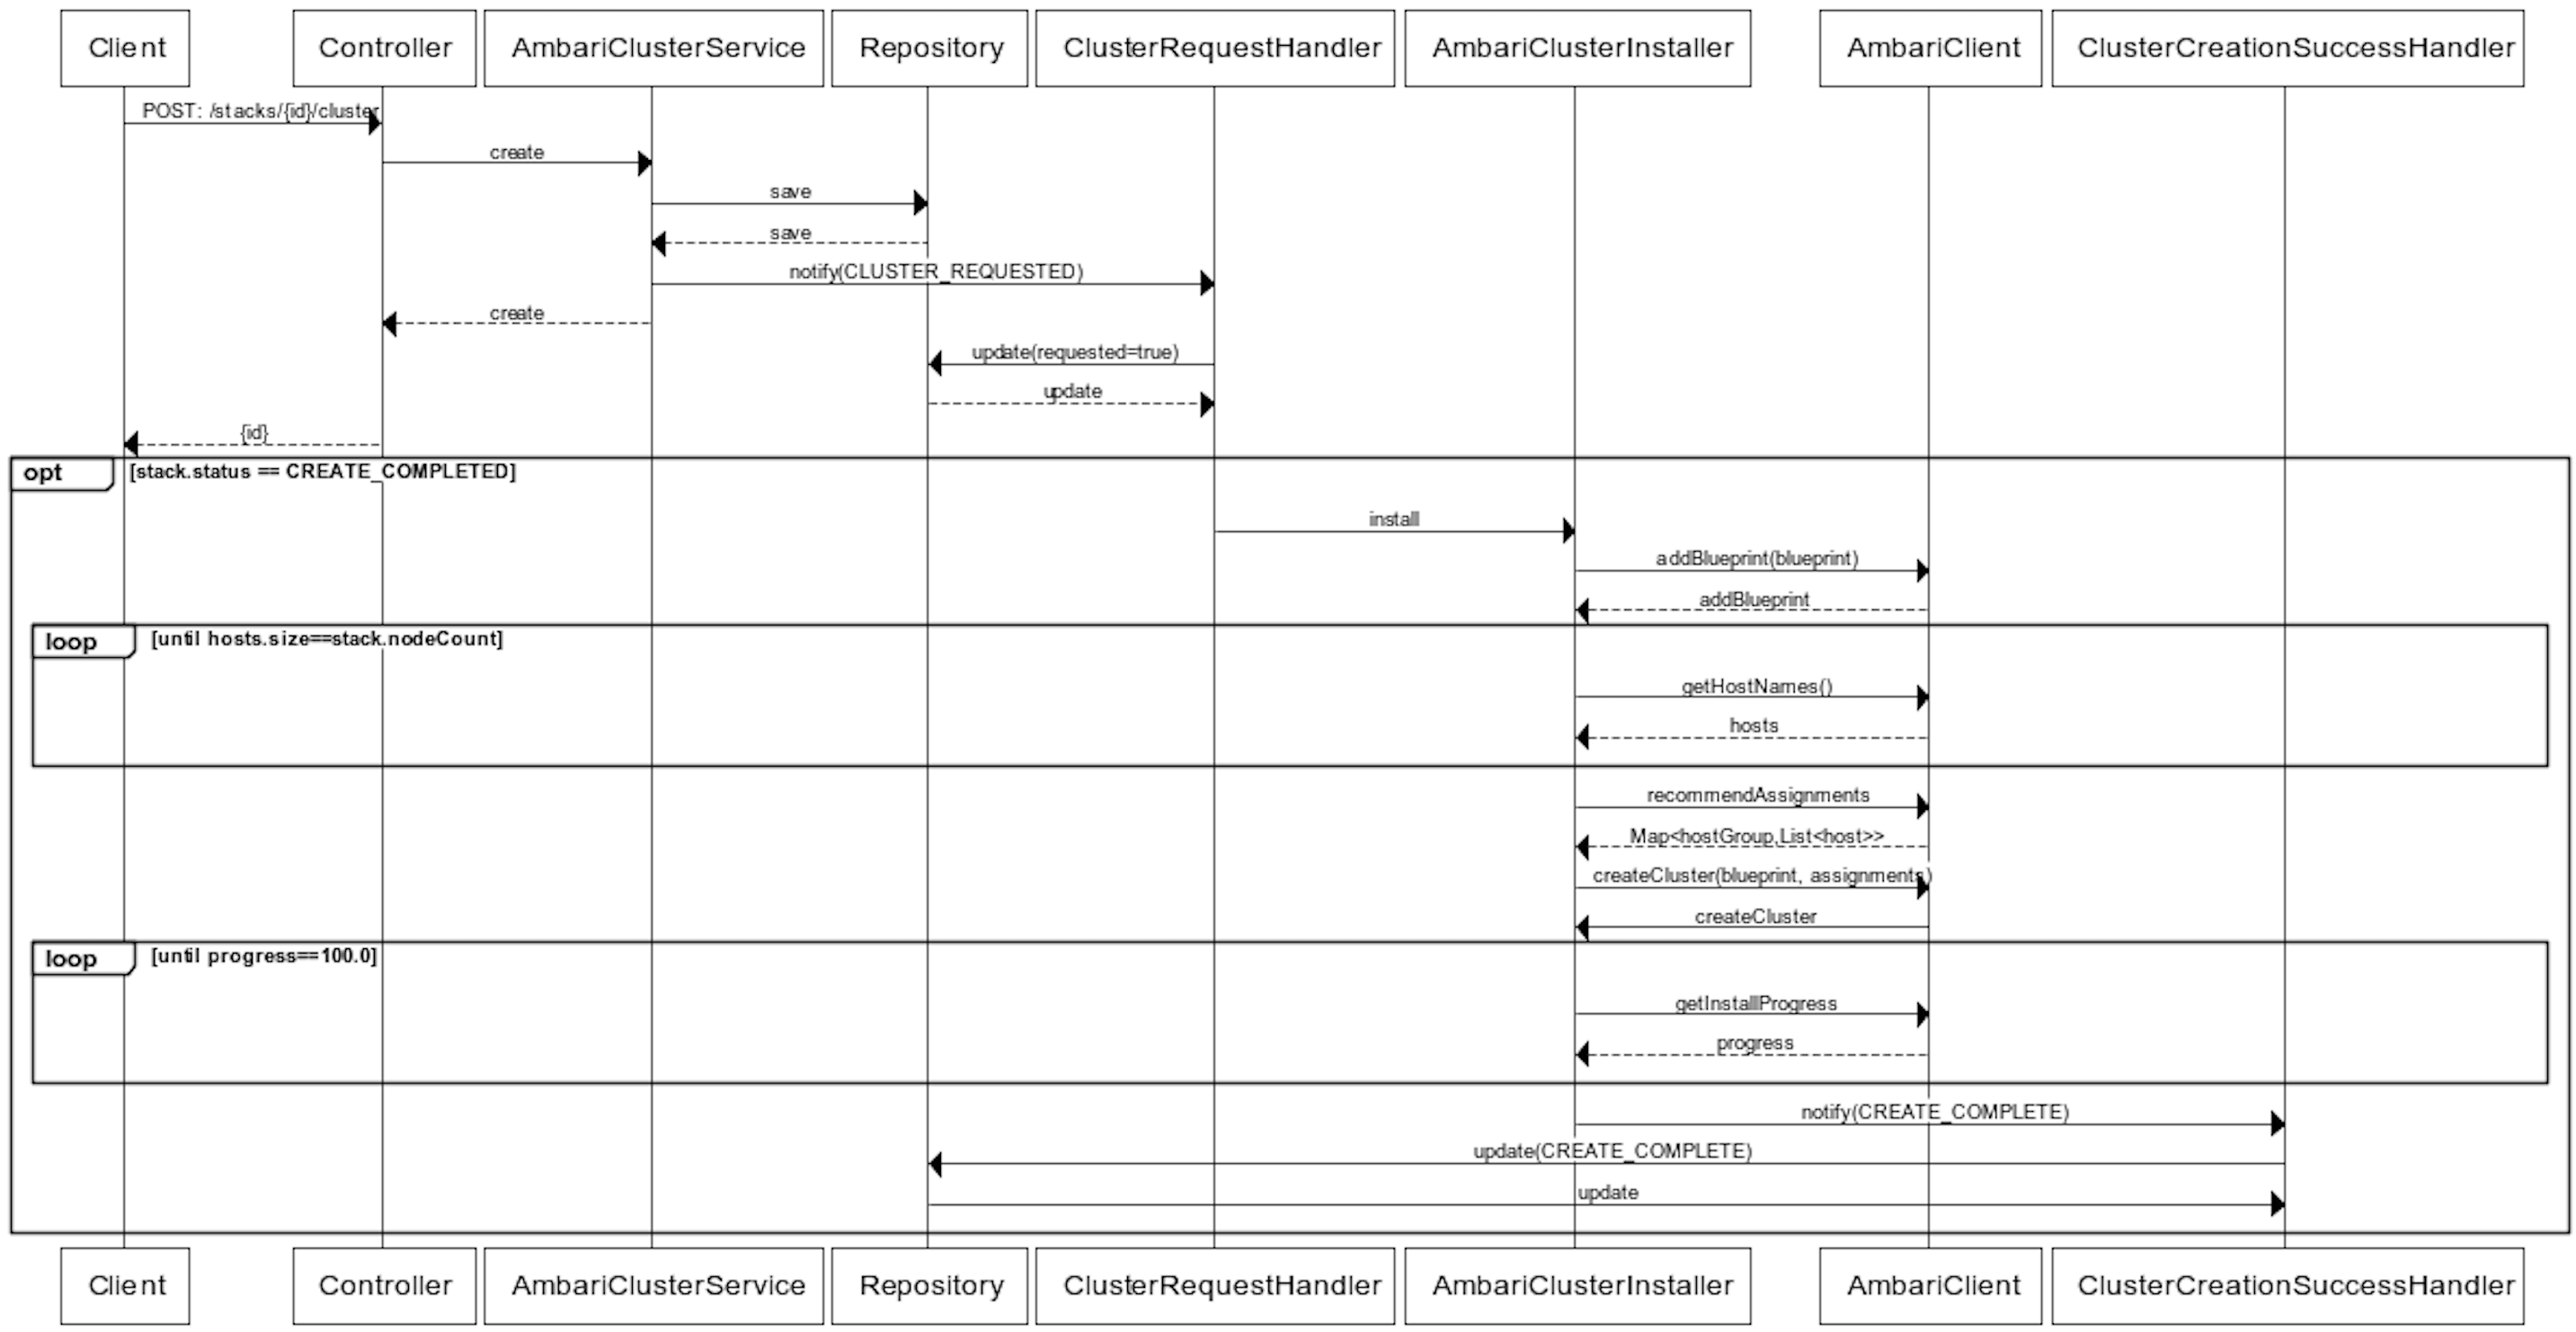 Client
Controller
AmbariClusterService
Repository
ClusterRequestHandler
AmbariClusterInstaller
AmbariClient
ClusterCreationSuccessHandler
POST: /stacks/{id}/cluster
create
save
save
notify(CLUSTER_REQUESTED)
create
update(requested=true)
update
{id}
opt
[stack.status == CREATE_COMPLETED]
install
addBlueprint(blueprint)
addBlueprint
loop
[until hosts.size==stack.nodeCount]
getHostNames()
hosts
recommendAssignments
Map<hostGroup,List<host>>
createCluster(blueprint, assignments)
createCluster
loop
[until progress==100.0]
getInstallProgress
progress
notify(CREATE_COMPLETE)
update(CREATE_COMPLETE)
update
Client
Controller
AmbariClusterService
Repository
ClusterRequestHandler
AmbariClusterInstaller
AmbariClient
ClusterCreationSuccessHandler